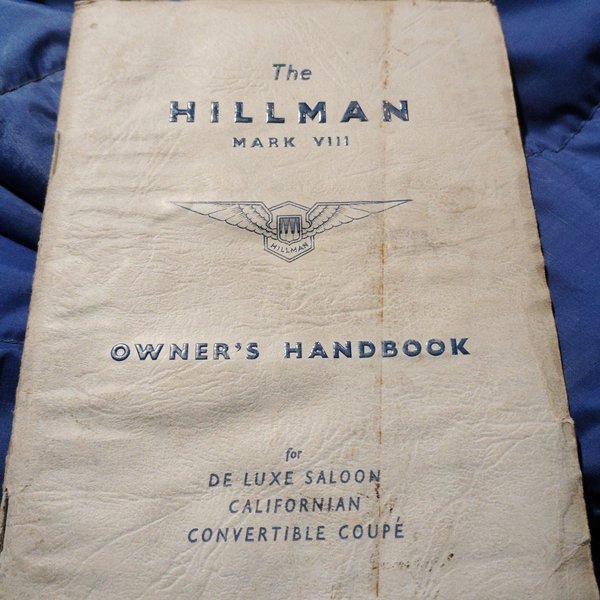 The
HILLMAN
MARK VIII
HILLMAN
OWNER'S HANDBOOK
for
DE LUXE SALOON
CALIFORNIAN
CONVERTIBLE COUPÉ